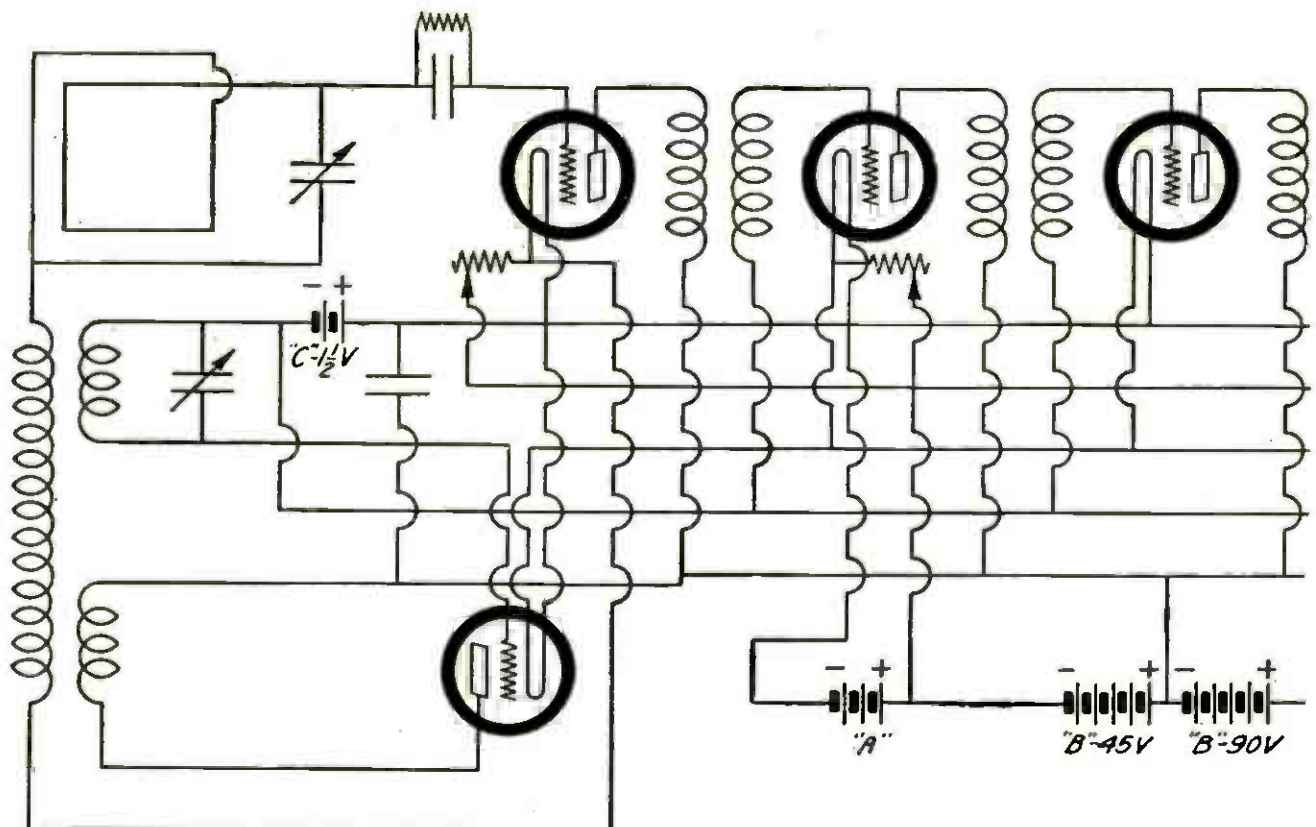 - +
"C"-1½V
- +
- +
- +
"A"
"B"-45V
"B"-90V